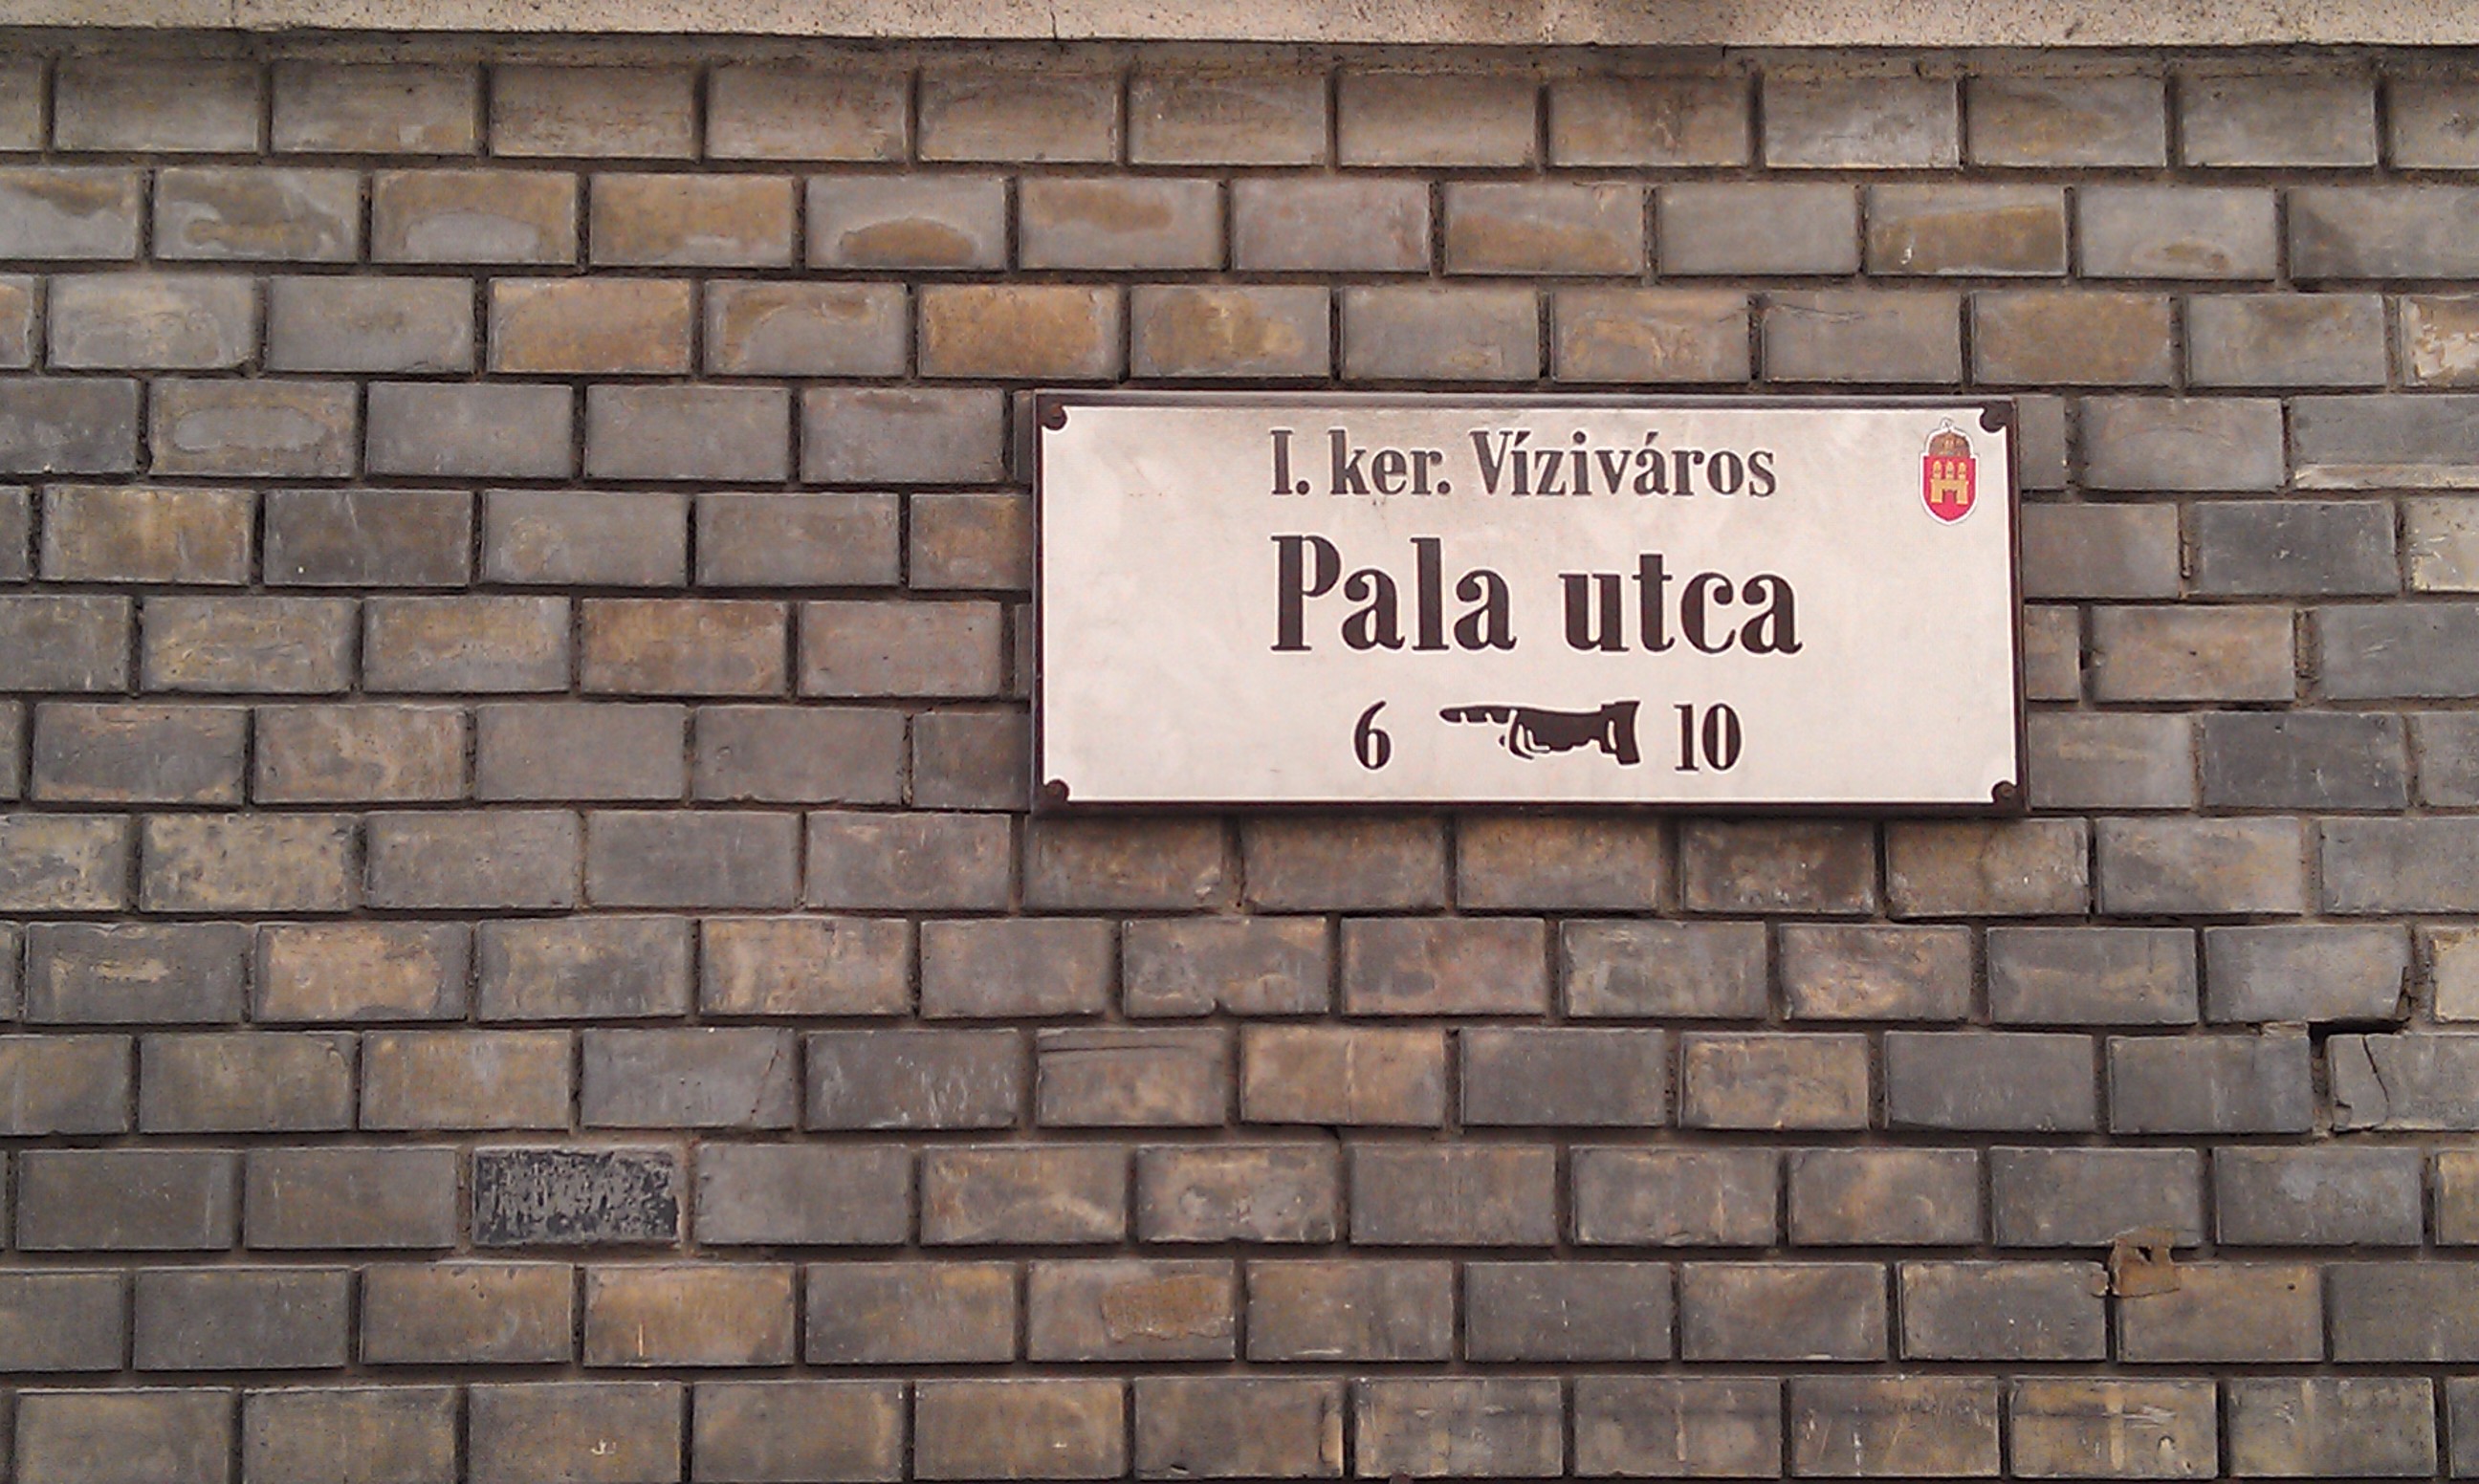 I. ker. Víziváros
Pala utca
6 10